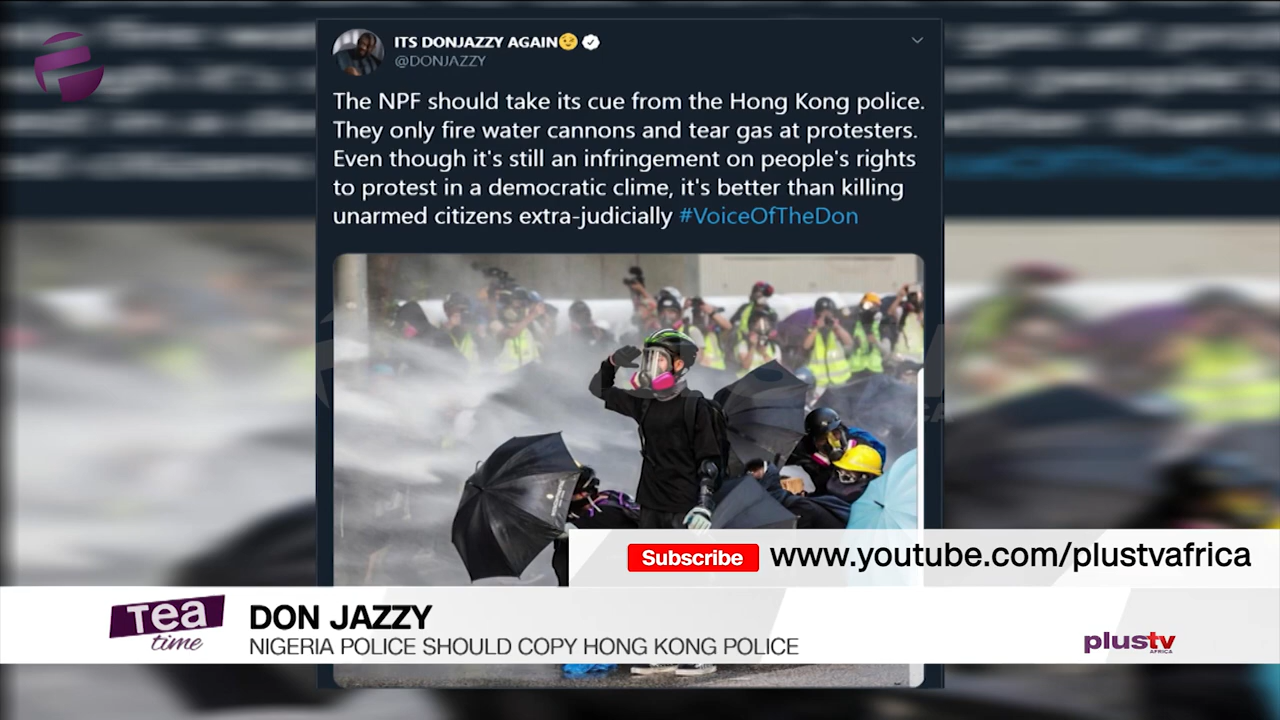 ITS DONJAZZY AGAIN😉
@DONJAZZY
The NPF should take its cue from the Hong Kong police.
They only fire water cannons and tear gas at protesters.
Even though it's still an infringement on people's rights
to protest in a democratic clime, it's better than killing
unarmed citizens extra-judicially #VoiceOfTheDon
Subscribe www.youtube.com/plustvafrica
Tea
time
DON JAZZY
NIGERIA POLICE SHOULD COPY HONG KONG POLICE
plustv
AFRICA